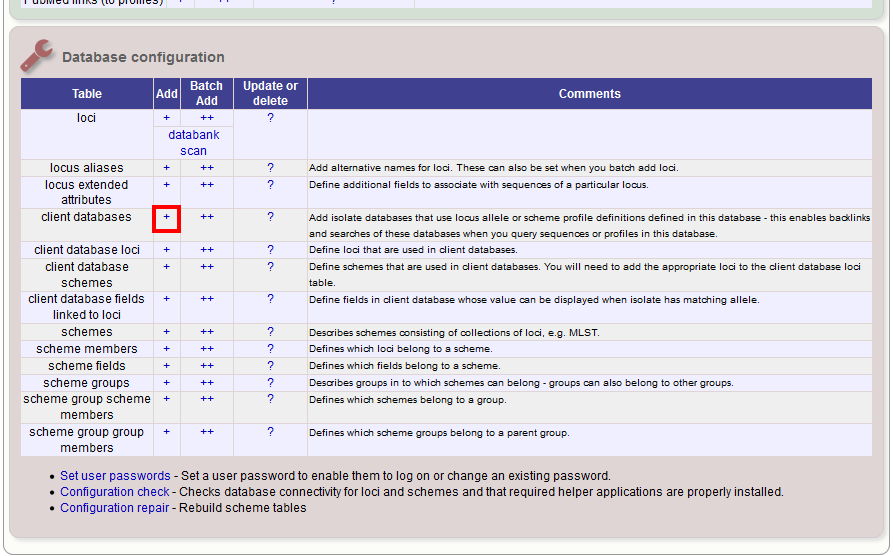 PubMed links (to profiles) + ++ ?
Database configuration
Table Add Batch Add Update or delete Comments
loci + ++ ?
databank scan
locus aliases + ++ ? Add alternative names for loci. These can also be set when you batch add loci.
locus extended attributes + ++ ? Define additional fields to associate with sequences of a particular locus.
client databases + ++ ? Add isolate databases that use locus allele or scheme profile definitions defined in this database - this enables backlinks
and searches of these databases when you query sequences or profiles in this database.
client database loci + ++ ? Define loci that are used in client databases.
client database schemes + ++ ? Define schemes that are used in client databases. You will need to add the appropriate loci to the client database loci
table.
client database fields linked to loci + ++ ? Define fields in client database whose value can be displayed when isolate has matching allele.
schemes + ++ ? Describes schemes consisting of collections of loci, e.g. MLST.
scheme members + ++ ? Defines which loci belong to a scheme.
scheme fields + ++ ? Defines which fields belong to a scheme.
scheme groups + ++ ? Describes groups in to which schemes can belong - groups can also belong to other groups.
scheme group scheme members + ++ ? Defines which schemes belong to a group.
scheme group group members + ++ ? Defines which scheme groups belong to a parent group.
• Set user passwords - Set a user password to enable them to log on or change an existing password.
• Configuration check - Checks database connectivity for loci and schemes and that required helper applications are properly installed.
• Configuration repair - Rebuild scheme tables